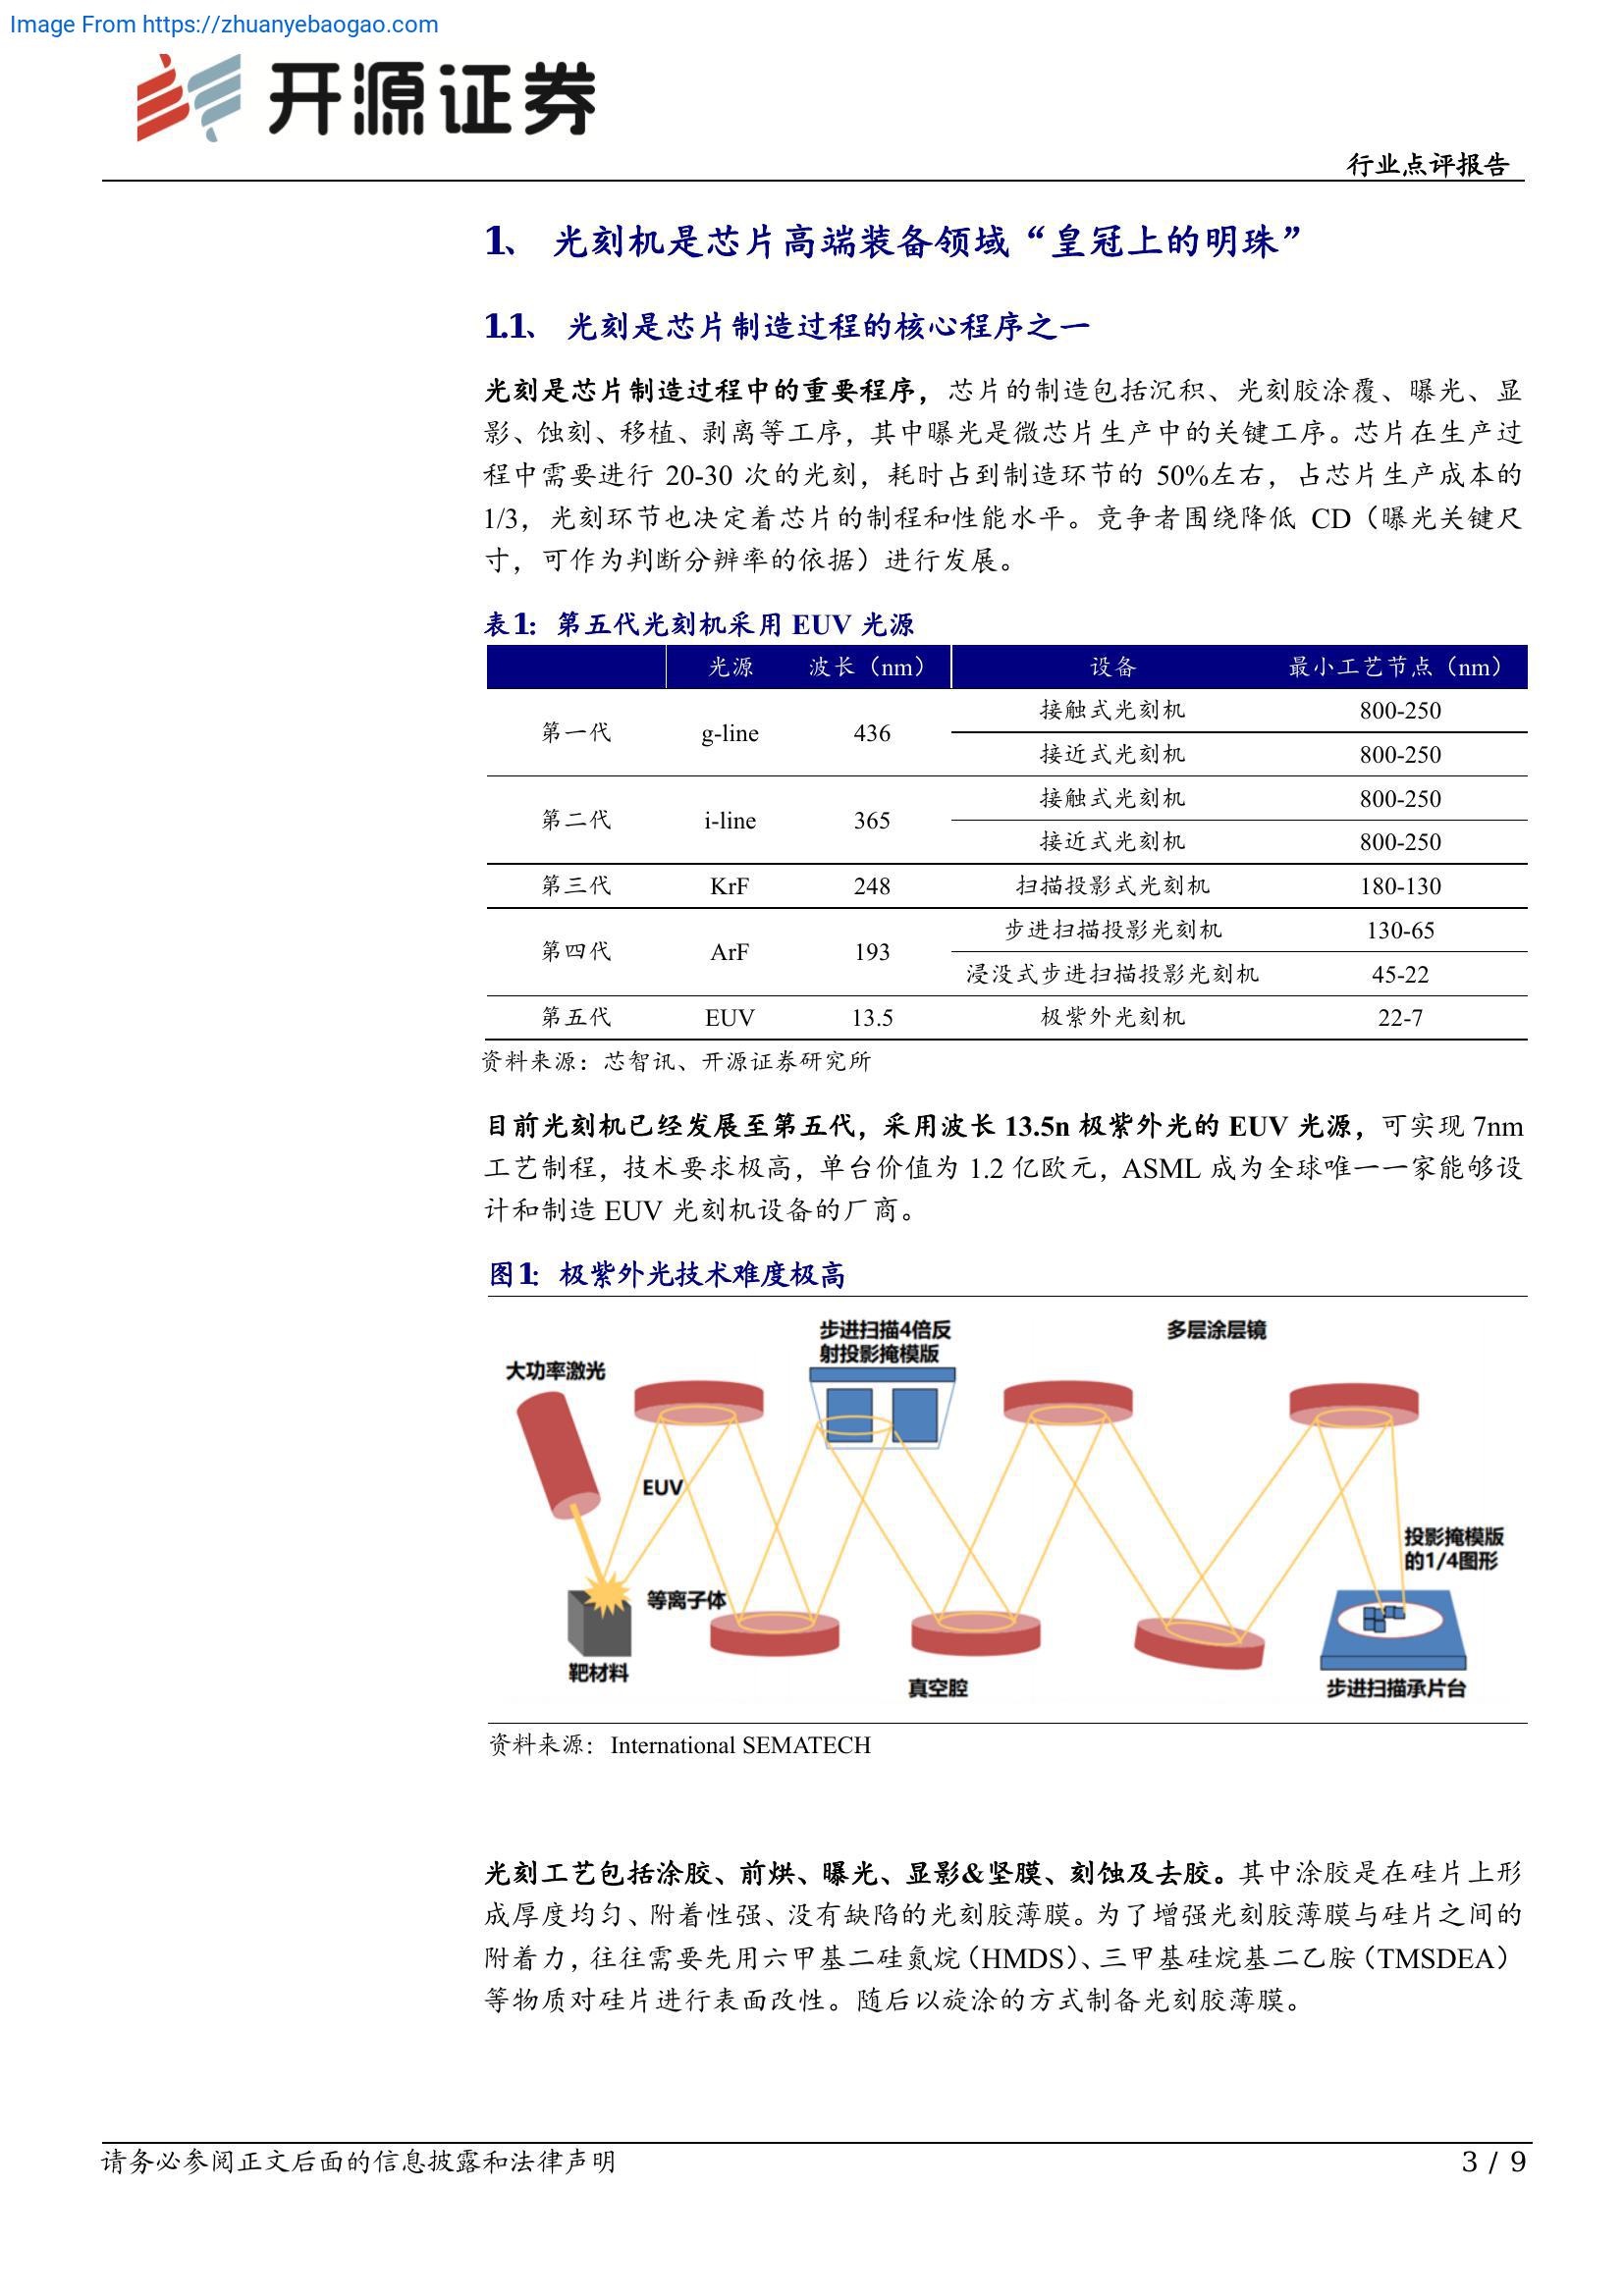 Image From https://zhuanyebaogao.com
开源证券
行业点评报告
1、 光刻机是芯片高端装备领域“皇冠上的明珠”
1.1、 光刻是芯片制造过程的核心程序之一
光刻是芯片制造过程中的重要程序，芯片的制造包括沉积、光刻胶涂覆、曝光、显
影、蚀刻、移植、剥离等工序，其中曝光是微芯片生产中的关键工序。芯片在生产过
程中需要进行 20-30 次的光刻，耗时占到制造环节的 50%左右，占芯片生产成本的
1/3，光刻环节也决定着芯片的制程和性能水平。竞争者围绕降低 CD（曝光关键尺
寸，可作为判断分辨率的依据）进行发展。
表1：第五代光刻机采用 EUV 光源
光源 波长（nm） 设备 最小工艺节点（nm）
第一代 g-line 436 接触式光刻机 800-250
接近式光刻机 800-250
第二代 i-line 365 接触式光刻机 800-250
接近式光刻机 800-250
第三代 KrF 248 扫描投影式光刻机 180-130
第四代 ArF 193 步进扫描投影光刻机 130-65
浸没式步进扫描投影光刻机 45-22
第五代 EUV 13.5 极紫外光刻机 22-7
资料来源：芯智讯、开源证券研究所
目前光刻机已经发展至第五代，采用波长 13.5n 极紫外光的 EUV 光源，可实现 7nm
工艺制程，技术要求极高，单台价值为 1.2 亿欧元，ASML 成为全球唯一一家能够设
计和制造 EUV 光刻机设备的厂商。
图1：极紫外光技术难度极高
步进扫描4倍反
射投影掩模版
多层涂层镜
大功率激光
EUV
投影掩模版
的1/4图形
等离子体
靶材料
真空腔
步进扫描承片台
资料来源：International SEMATECH
光刻工艺包括涂胶、前烘、曝光、显影&坚膜、刻蚀及去胶。其中涂胶是在硅片上形
成厚度均匀、附着性强、没有缺陷的光刻胶薄膜。为了增强光刻胶薄膜与硅片之间的
附着力，往往需要先用六甲基二硅氮烷（HMDS）、三甲基硅烷基二乙胺（TMSDEA）
等物质对硅片进行表面改性。随后以旋涂的方式制备光刻胶薄膜。
请务必参阅正文后面的信息披露和法律声明
3 / 9